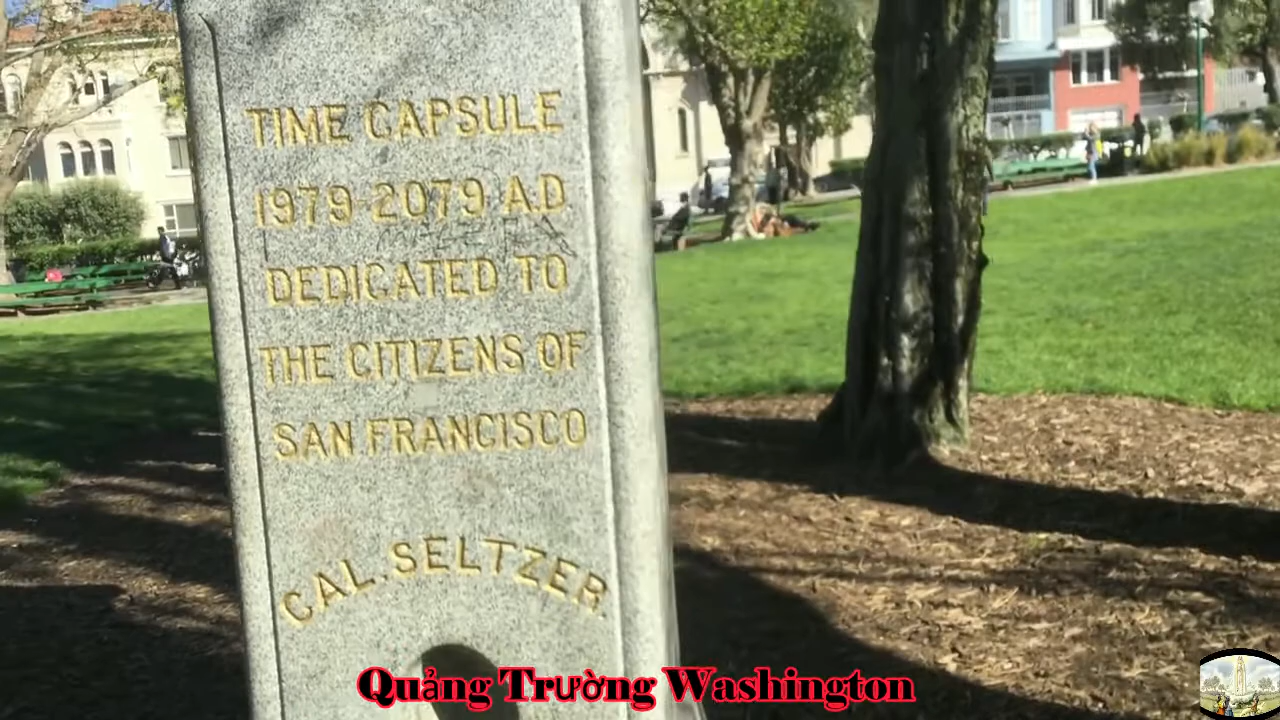 TIME CAPSULE
1979-2079 A.D
DEDICATED TO
THE CITIZENS OF
SAN FRANCISCO
CAL. SELTZER
Quảng Trường Washington